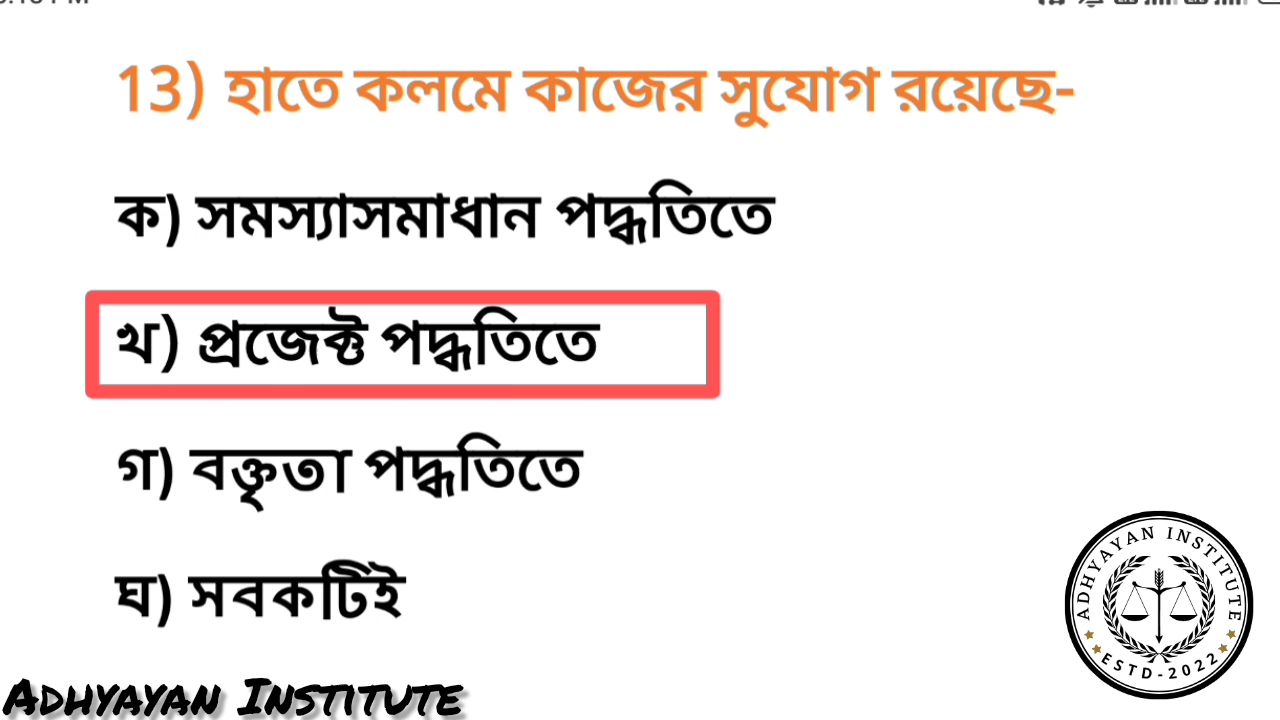 13) হাতে কলমে কাজের সুযোগ রয়েছে-
ক) সমস্যাসমাধান পদ্ধতিতে
খ) প্রজেক্ট পদ্ধতিতে
গ) বক্তৃতা পদ্ধতিতে
ঘ) সবকটিই
ADHYAYAN INSTITUTE
ESTD-2022
ADHYAYAN INSTITUTE